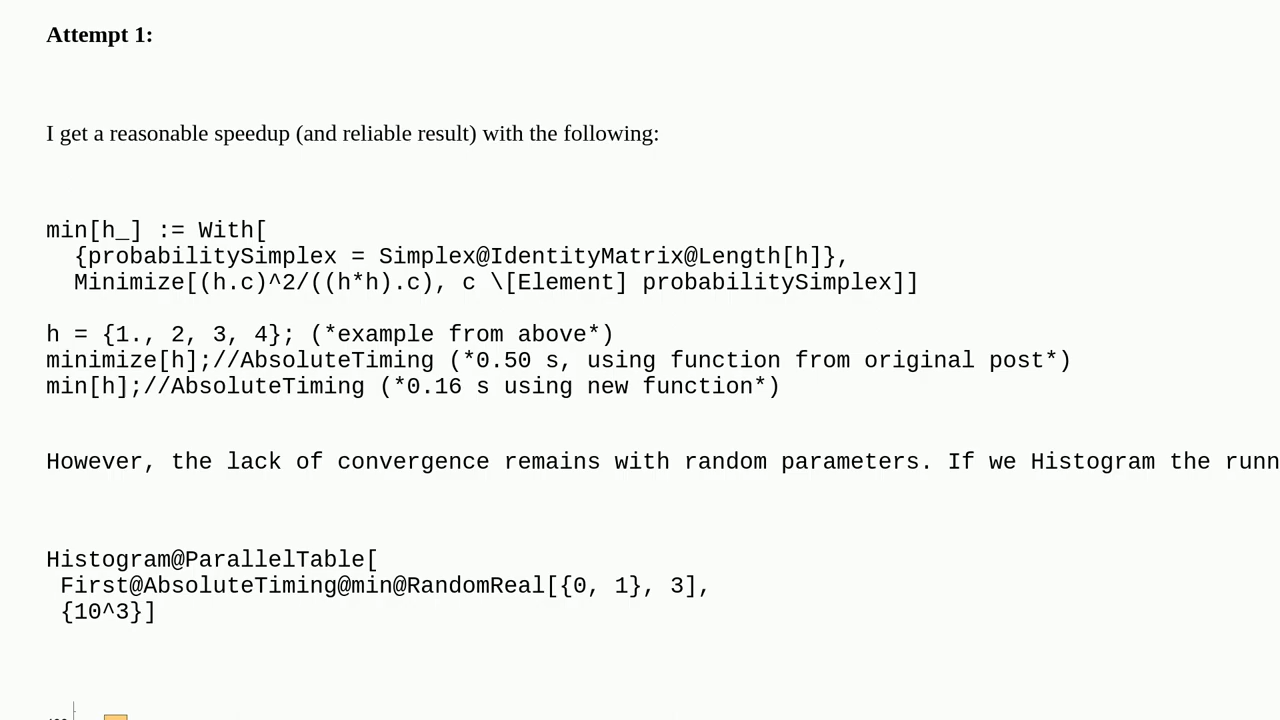 Attempt 1:
I get a reasonable speedup (and reliable result) with the following:
min[h_] := With[
{probabilitySimplex = Simplex@IdentityMatrix@Length[h]},
Minimize[(h.c)^2/((h*h).c), c \[Element] probabilitySimplex]]
h = {1., 2, 3, 4}; (*example from above*)
minimize[h];//AbsoluteTiming (*0.50 s, using function from original post*)
min[h];//AbsoluteTiming (*0.16 s using new function*)
However, the lack of convergence remains with random parameters. If we Histogram the
Histogram@ParallelTable[
First@AbsoluteTiming@min@RandomReal[{0, 1}, 3],
{10^3}]